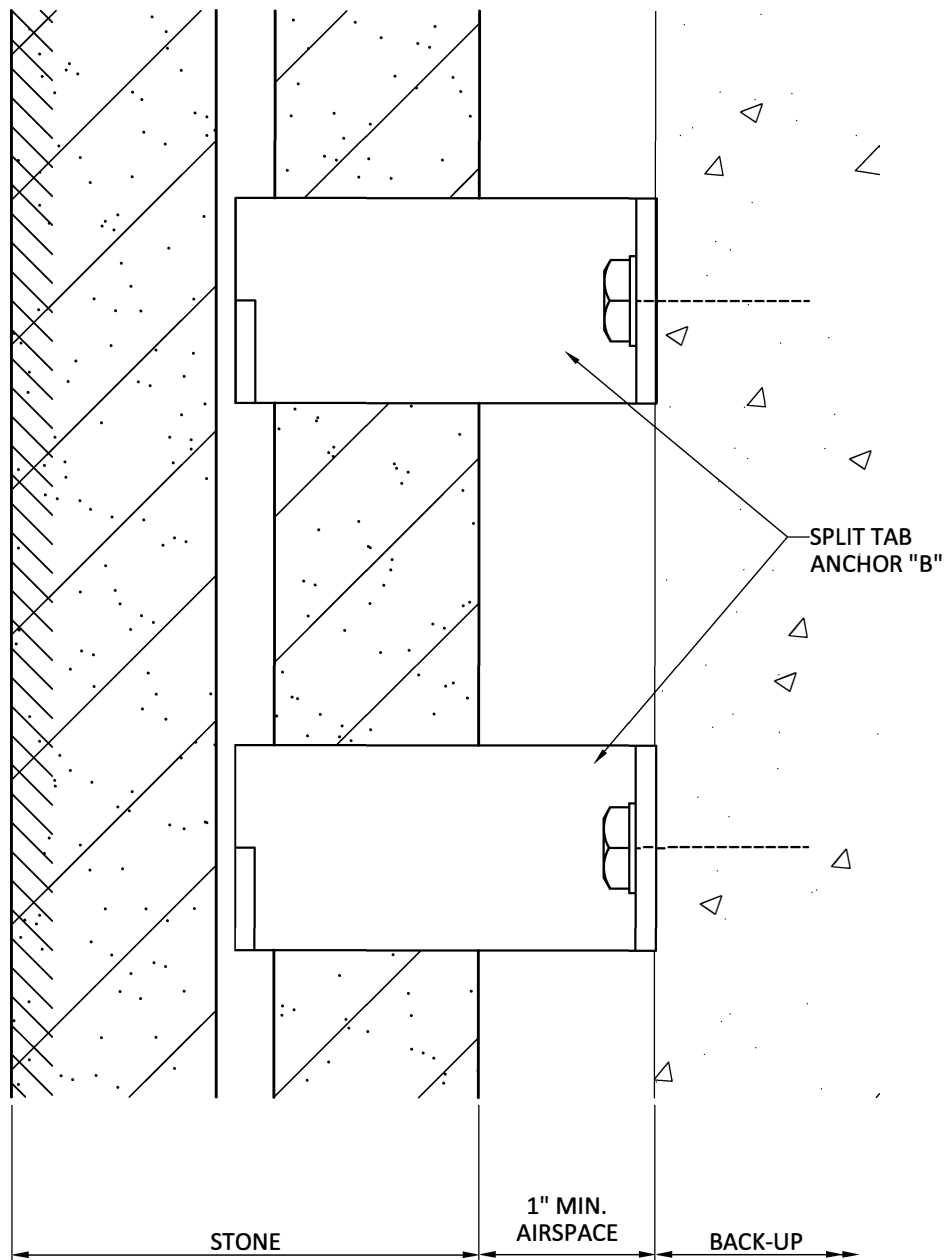 SPLIT TAB
ANCHOR "B"
1" MIN.
AIRSPACE
STONE
BACK-UP